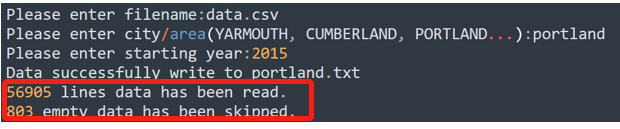 Please enter filename:data.csv
Please enter city/area(YARMOUTH, CUMBERLAND, PORTLAND...):portland
Please enter starting year:2015
Data successfully write to portland.txt
56905 lines data has been read.
803 empty data has been skipped.